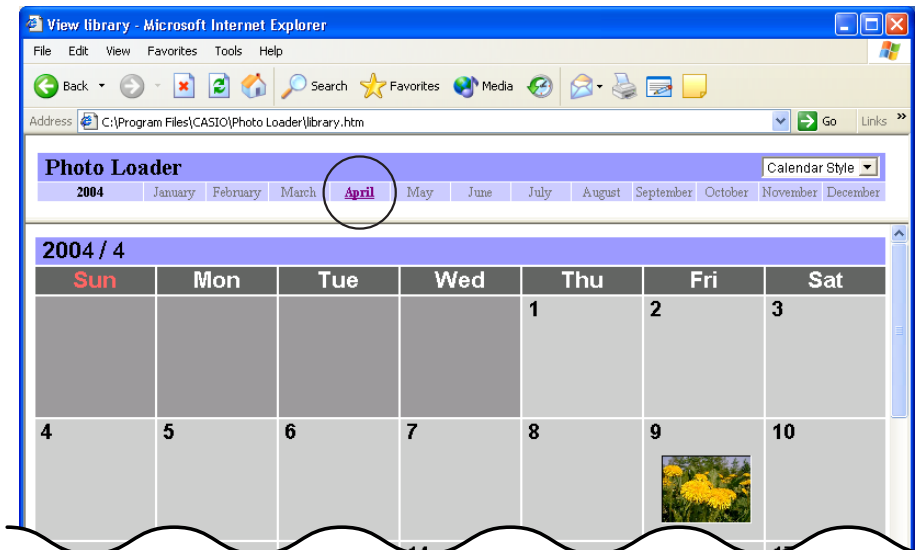 View library - Microsoft Internet Explorer
File Edit View Favorites Tools Help
Back Search Favorites Media
Address C:\Program Files\CASIO\Photo Loader\library.htm Go Links »
Photo Loader Calendar Style
2004 January February March April May June July August September October November December
2004 / 4
Sun Mon Tue Wed Thu Fri Sat
1 2 3
4 5 6 7 8 9 10